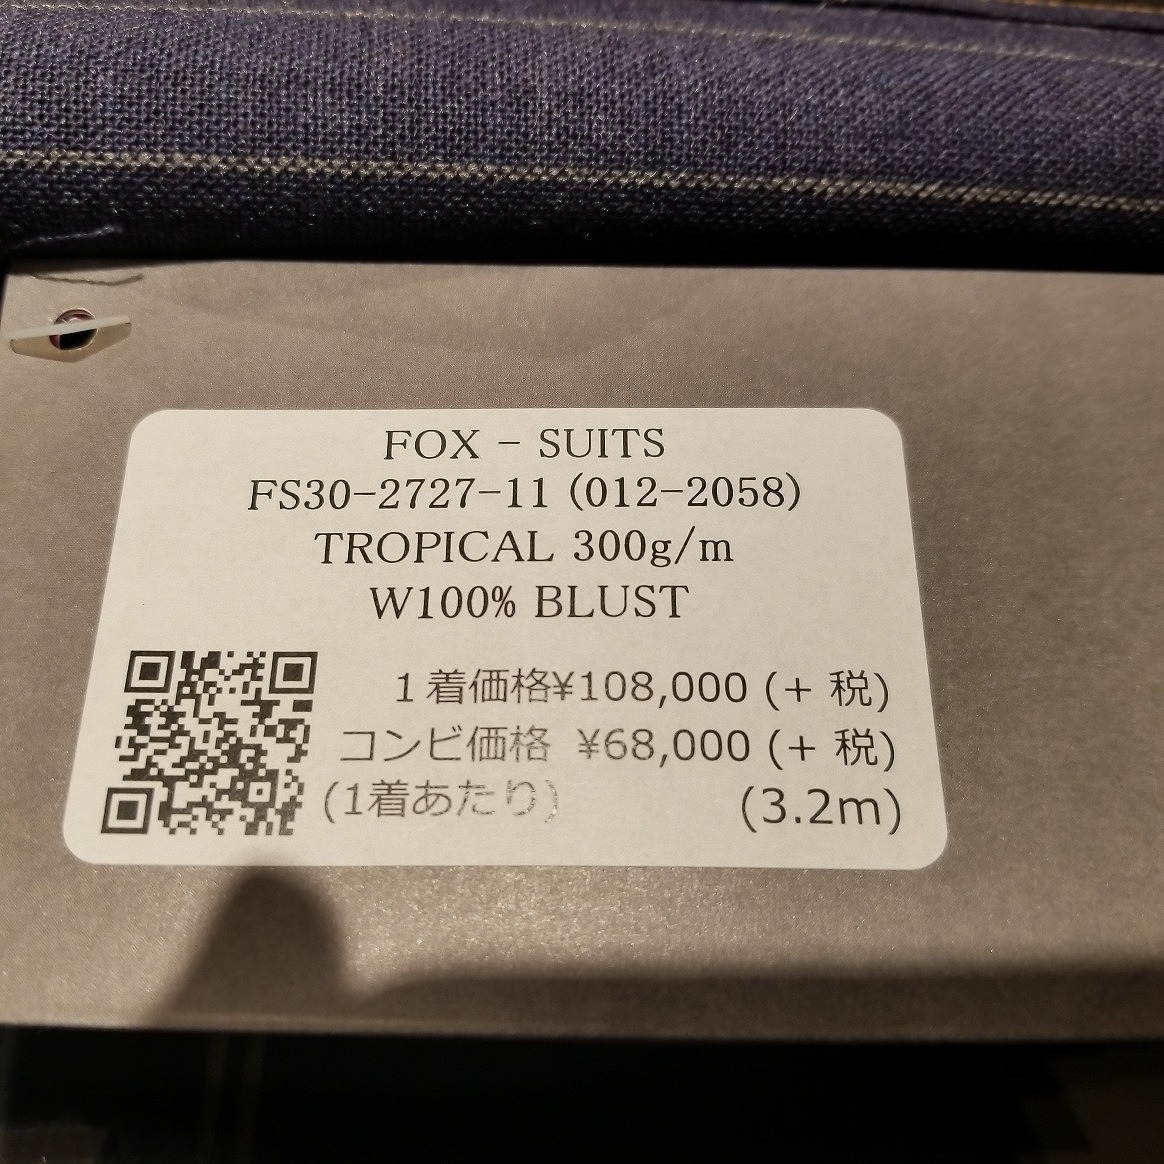 FOX - SUITS
FS30-2727-11 (012-2058)
TROPICAL 300g/m
W100% BLUST
1着価格¥108,000 (+ 税)
コンビ価格 ¥68,000 (+ 税)
(1着あたり) (3.2m)